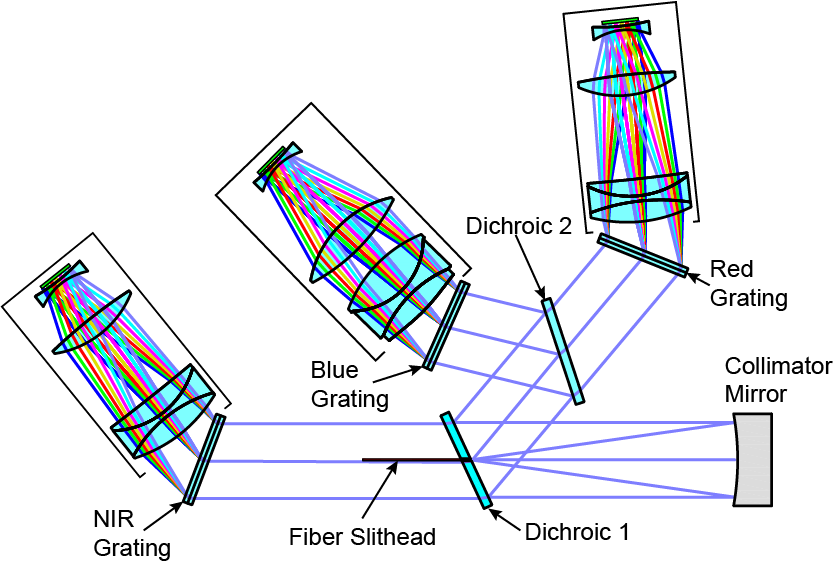 Dichroic 2
Red
Grating
Blue
Grating
Collimator
Mirror
NIR
Grating
Fiber Slithead
Dichroic 1